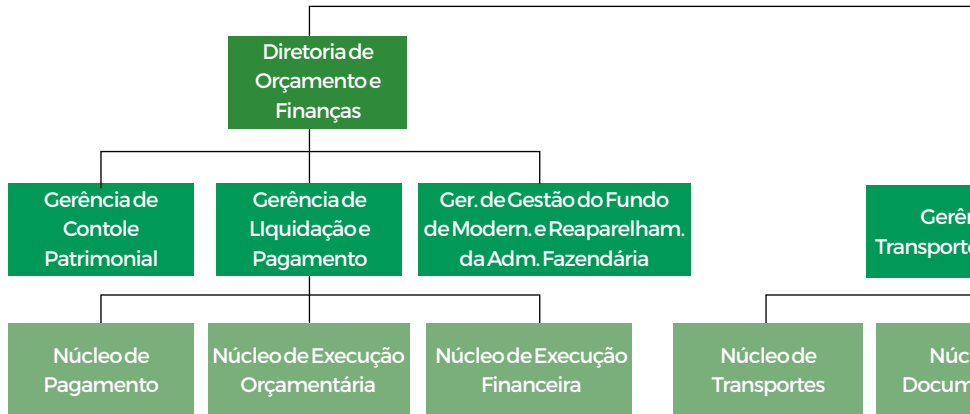 Diretoria de
Orçamento e
Finanças
Gerência de
Contole
Patrimonial
Gerência de
LIquidação e
Pagamento
Ger. de Gestão do Fundo
de Modern. e Reaparelham.
da Adm. Fazendária
Núcleo de
Pagamento
Núcleo de Execução
Orçamentária
Núcleo de Execução
Financeira
Núcleo de
Transportes